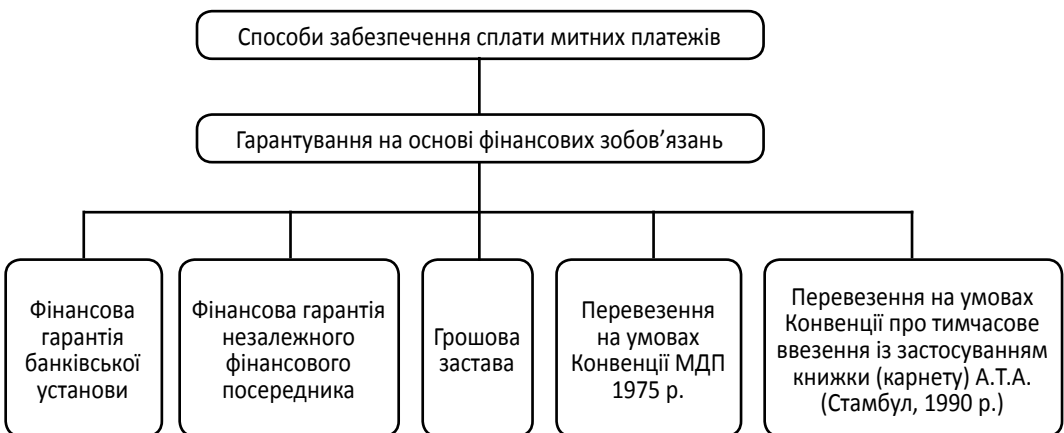 Способи забезпечення сплати митних платежів
Гарантування на основі фінансових зобов’язань
Фінансова
гарантія
банківської
установи
Фінансова гарантія
незалежного
фінансового
посередника
Грошова
застава
Перевезення
на умовах
Конвенції МДП
1975 р.
Перевезення на умовах
Конвенції про тимчасове
ввезення із застосуванням
книжки (карнету) А.Т.А.
(Стамбул, 1990 р.)